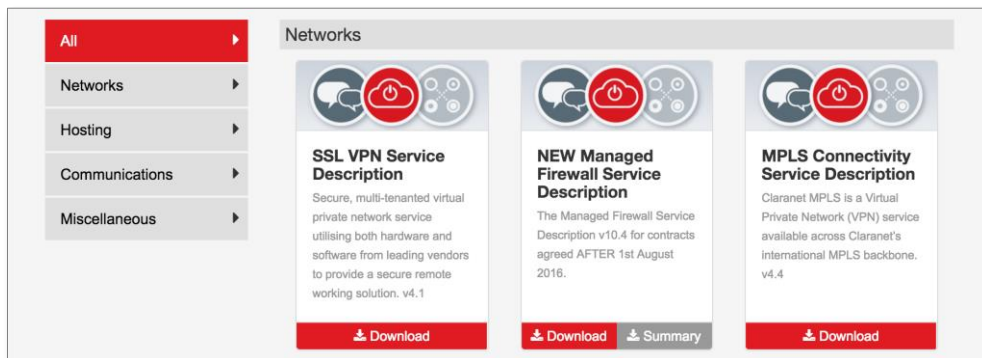 All
Networks
Hosting
Communications
Miscellaneous
Networks
SSL VPN Service
Description
Secure, multi-tenanted virtual
private network service
utilising both hardware and
software from leading vendors
to provide a secure remote
working solution. v4.1
Download
NEW Managed
Firewall Service
Description
The Managed Firewall Service
Description v10.4 for contracts
agreed AFTER 1st August
2016.
Download Summary
MPLS Connectivity
Service Description
Claranet MPLS is a Virtual
Private Network (VPN) service
available across Claranet's
international MPLS backbone.
v4.4
Download